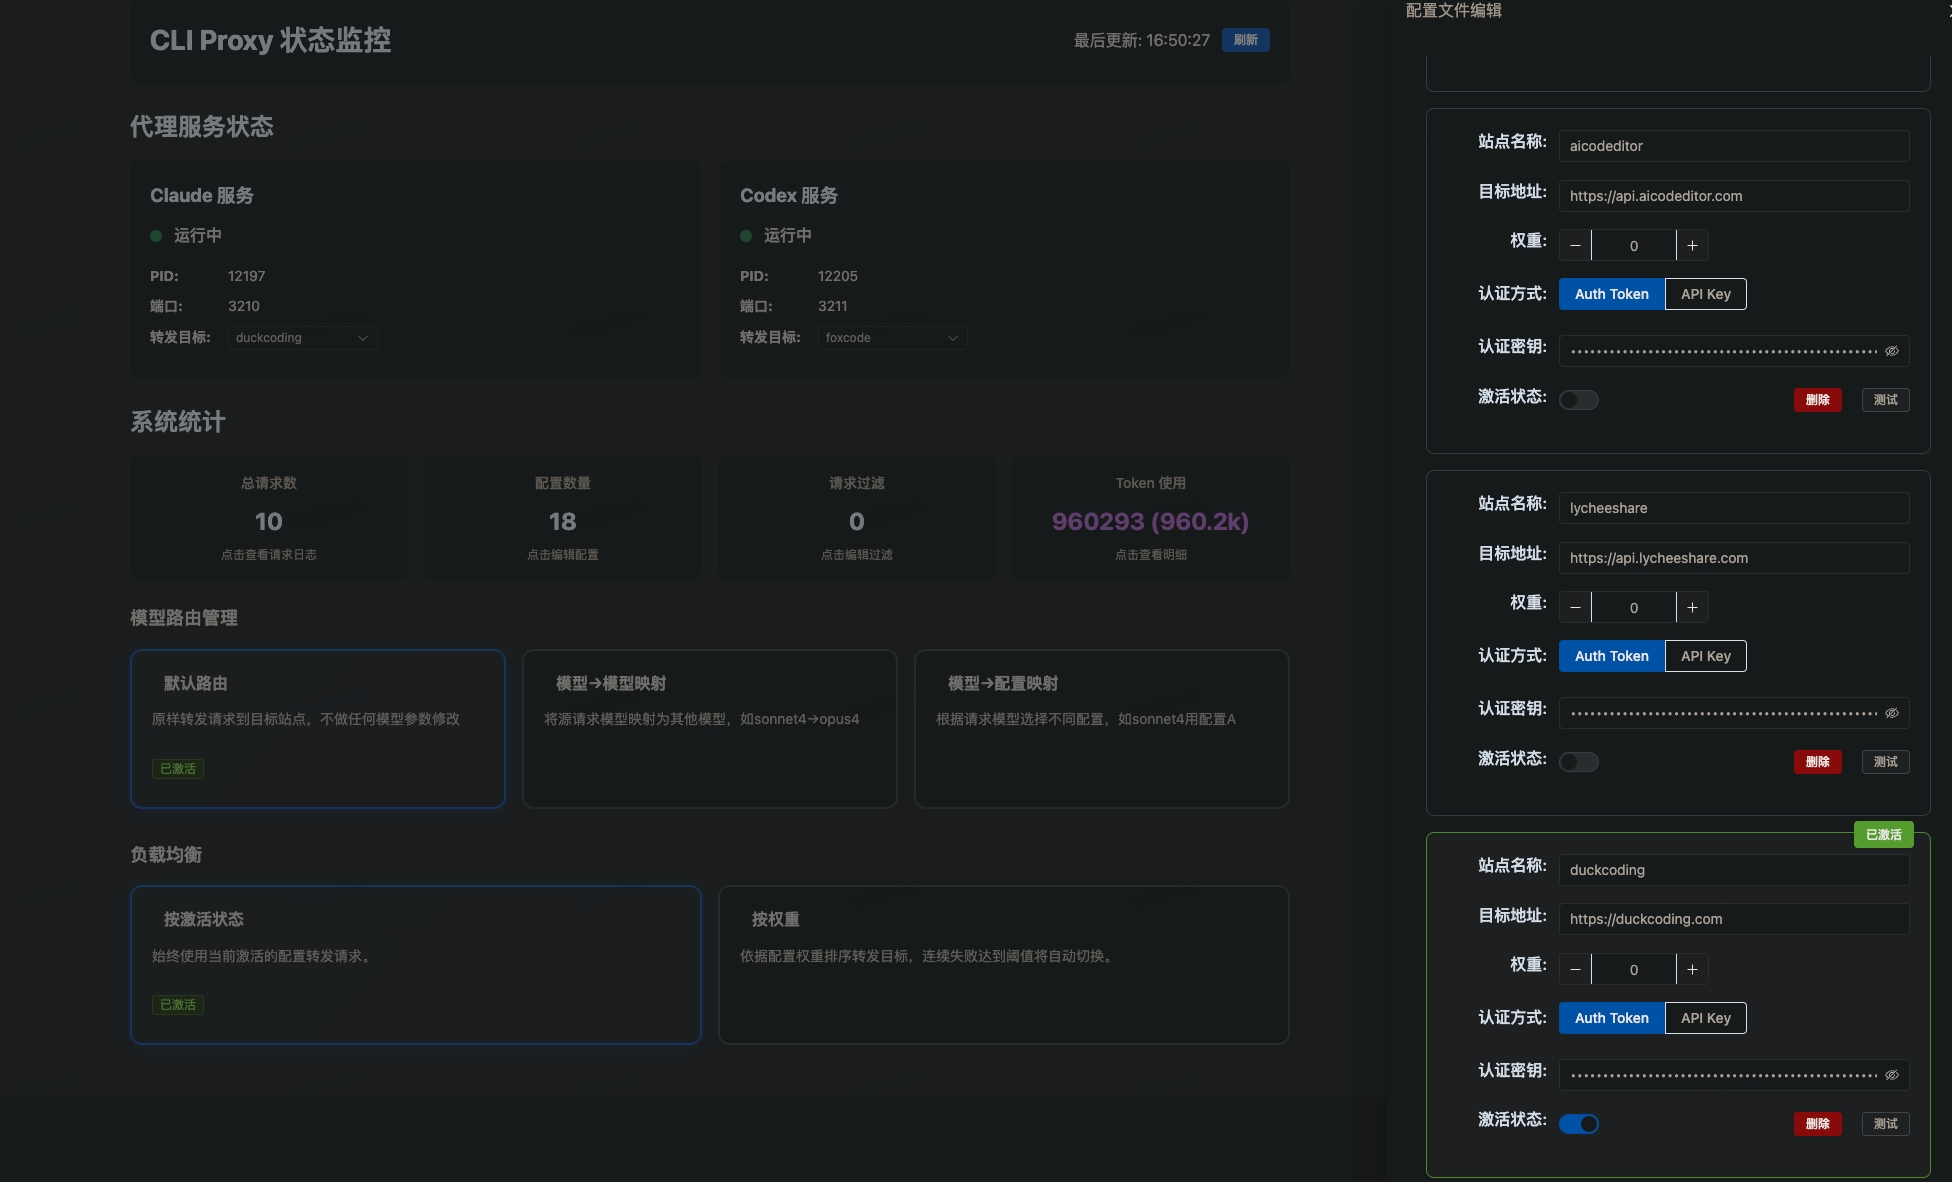 CLI Proxy 状态监控
最后更新: 16:50:27
刷新
代理服务状态
Claude 服务
运行中
PID: 12197
端口: 3210
转发目标: duckcoding
Codex 服务
运行中
PID: 12205
端口: 3211
转发目标: foxcode
系统统计
总请求数
10
点击查看请求日志
配置数量
18
点击编辑配置
请求过滤
0
点击编辑过滤
Token 使用
960293 (960.2k)
点击查看明细
模型路由管理
默认路由
原样转发请求到目标站点，不做任何模型参数修改
已激活
模型→模型映射
将源请求模型映射为其他模型，如sonnet4→opus4
模型→配置映射
根据请求模型选择不同配置，如sonnet4用配置A
负载均衡
按激活状态
始终使用当前激活的配置转发请求。
已激活
按权重
依据配置权重排序转发目标，连续失败达到阈值将自动切换。
配置文件编辑
站点名称: aicodeditor
目标地址: https://api.aicodeditor.com
权重: 0
认证方式: Auth Token API Key
认证密钥:
激活状态: 删除 测试
站点名称: lycheeshare
目标地址: https://api.lycheeshare.com
权重: 0
认证方式: Auth Token API Key
认证密钥:
激活状态: 删除 测试
已激活
站点名称: duckcoding
目标地址: https://duckcoding.com
权重: 0
认证方式: Auth Token API Key
认证密钥:
激活状态: 删除 测试